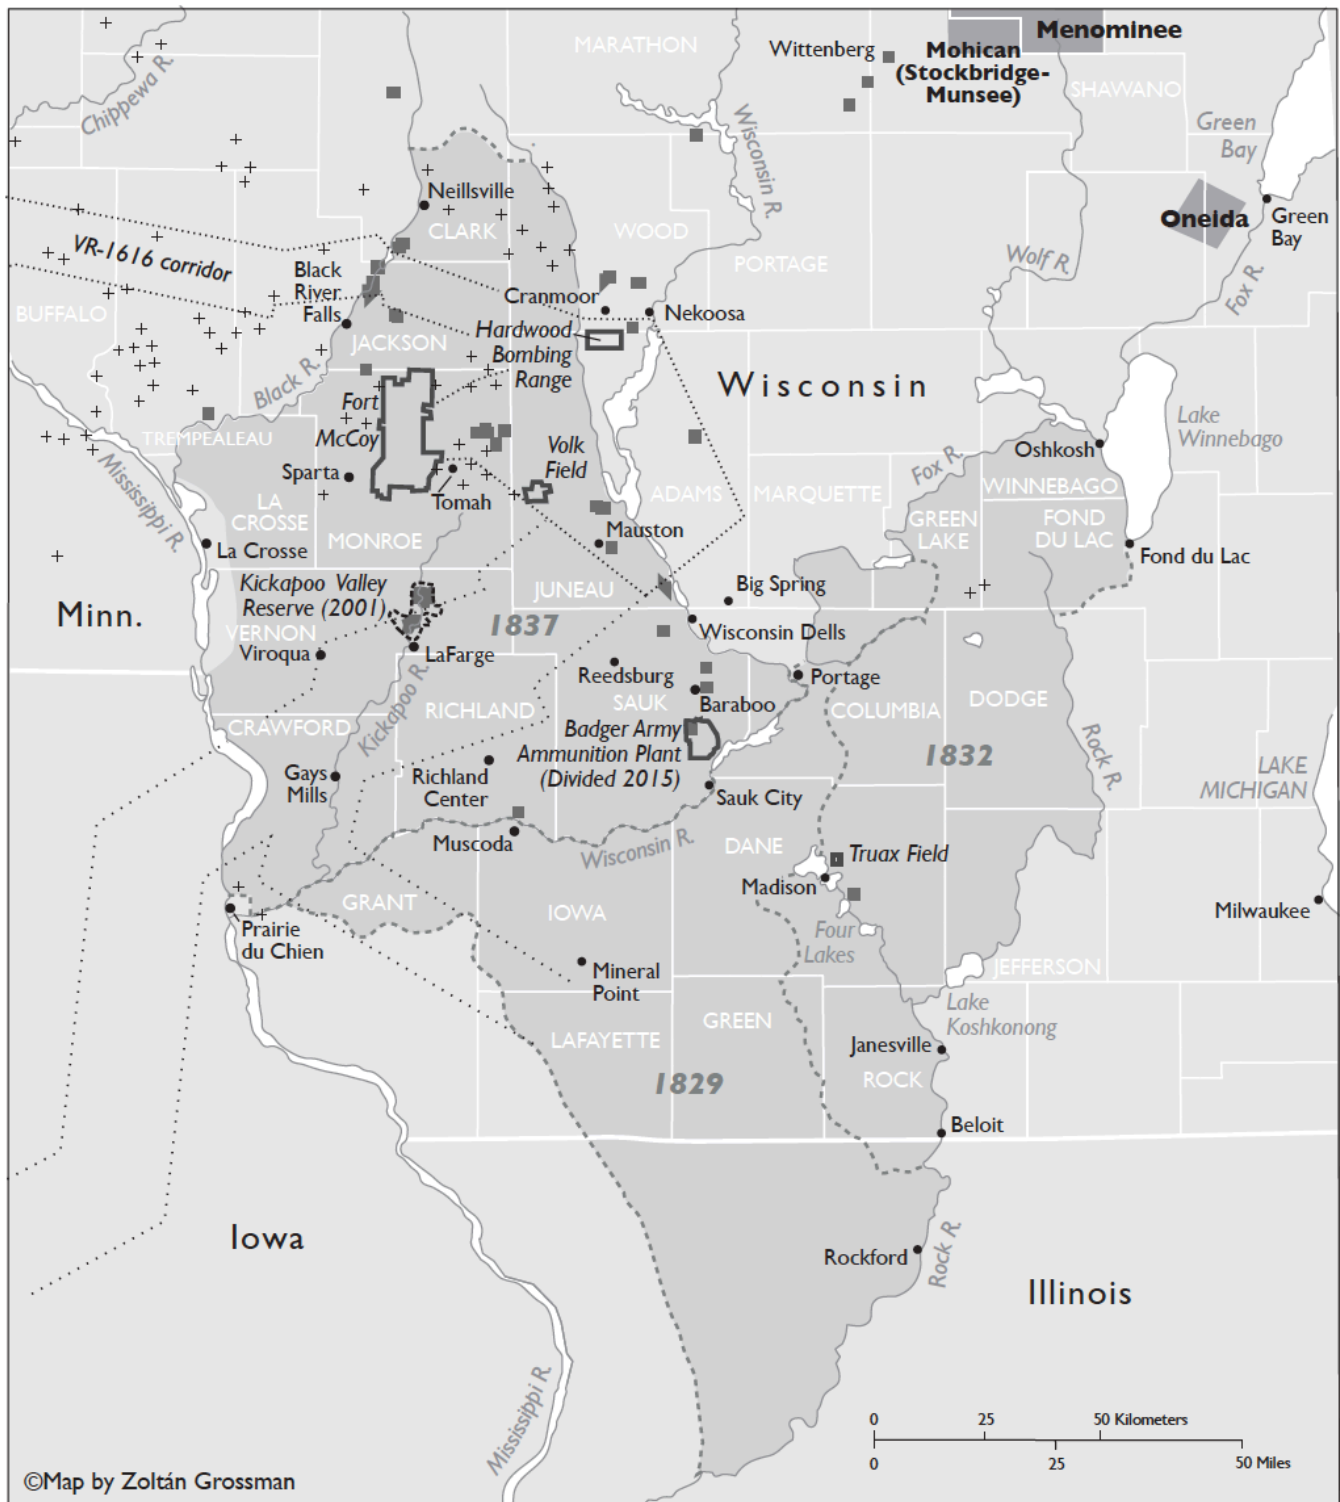 MARATHON
Wittenberg
Menominee
Mohican
(Stockbridge-
Munsee)
SHAWANO
Chippewa R.
Wisconsin R.
Green
Bay
Neillsville
CLARK
WOOD
Oneida
Green
Bay
VR-1616 corridor
PORTAGE
Wolf R.
Fox R.
Black
River
Falls
Cranmoor
Nekoosa
BUFFALO
JACKSON
Hardwood
Bombing
Range
Wisconsin
Black R.
Fort
McCoy
Lake
Winnebago
TREMPEALEAU
Volk
Field
Oshkosh
Fox R.
Sparta
Tomah
Mississippi R.
LA
CROSSE
ADAMS
MARQUETTE
WINNEBAGO
GREEN
LAKE
FOND
DU LAC
MONROE
Mauston
La Crosse
Fond du Lac
Kickapoo Valley
Reserve (2001)
JUNEAU
Big Spring
Minn.
VERNON
1837
Wisconsin Dells
Viroqua
LaFarge
Reedsburg
Portage
Kickapoo R.
RICHLAND
SAUK
Baraboo
COLUMBIA
DODGE
CRAWFORD
Badger Army
Ammunition Plant
(Divided 2015)
1832
Rock R.
Gays
Mills
Richland
Center
Sauk City
LAKE
MICHIGAN
Muscoda
Wisconsin R.
DANE
Truax Field
Madison
GRANT
IOWA
Four
Lakes
Milwaukee
Prairie
du Chien
JEFFERSON
Mineral
Point
Lake
Koshkonong
LAFAYETTE
GREEN
Janesville
1829
ROCK
Beloit
Iowa
Rockford
Rock R.
Illinois
Mississippi R.
0 25 50 Kilometers
0 25 50 Miles
©Map by Zoltán Grossman